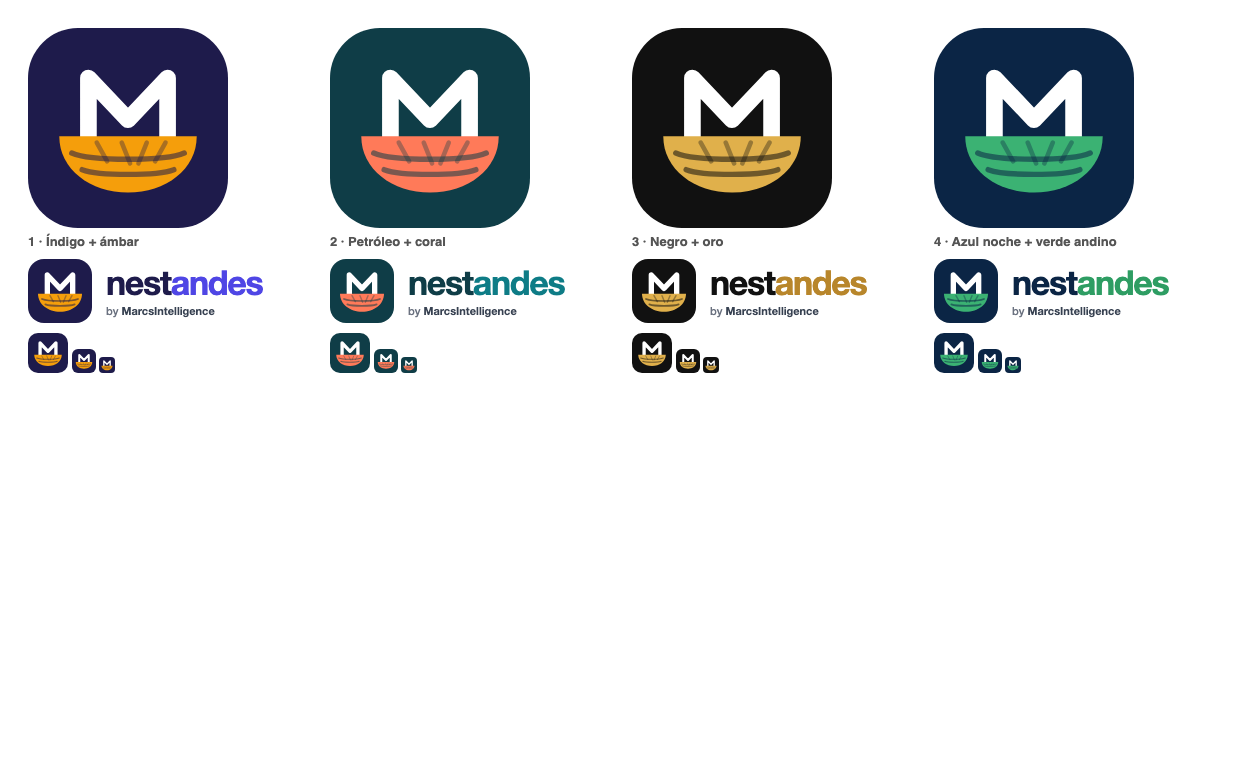 M
1 · Índigo + ámbar
M
nestandes
by MarcsIntelligence
M
M
M
M
2 · Petróleo + coral
M
nestandes
by MarcsIntelligence
M
M
M
M
3 · Negro + oro
M
nestandes
by MarcsIntelligence
M
M
M
M
4 · Azul noche + verde andino
M
nestandes
by MarcsIntelligence
M
M
M